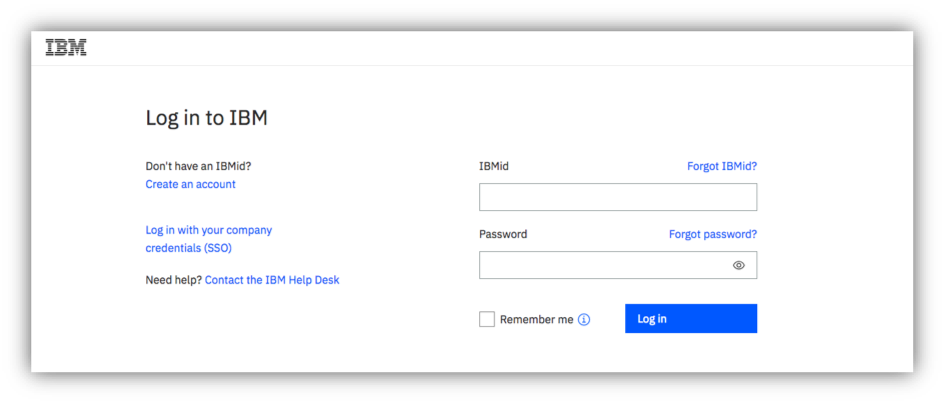 IBM
Log in to IBM
Don't have an IBMid?
Create an account
Log in with your company
credentials (SSO)
Need help? Contact the IBM Help Desk
IBMid
Forgot IBMid?
Password
Forgot password?
Remember me
Log in